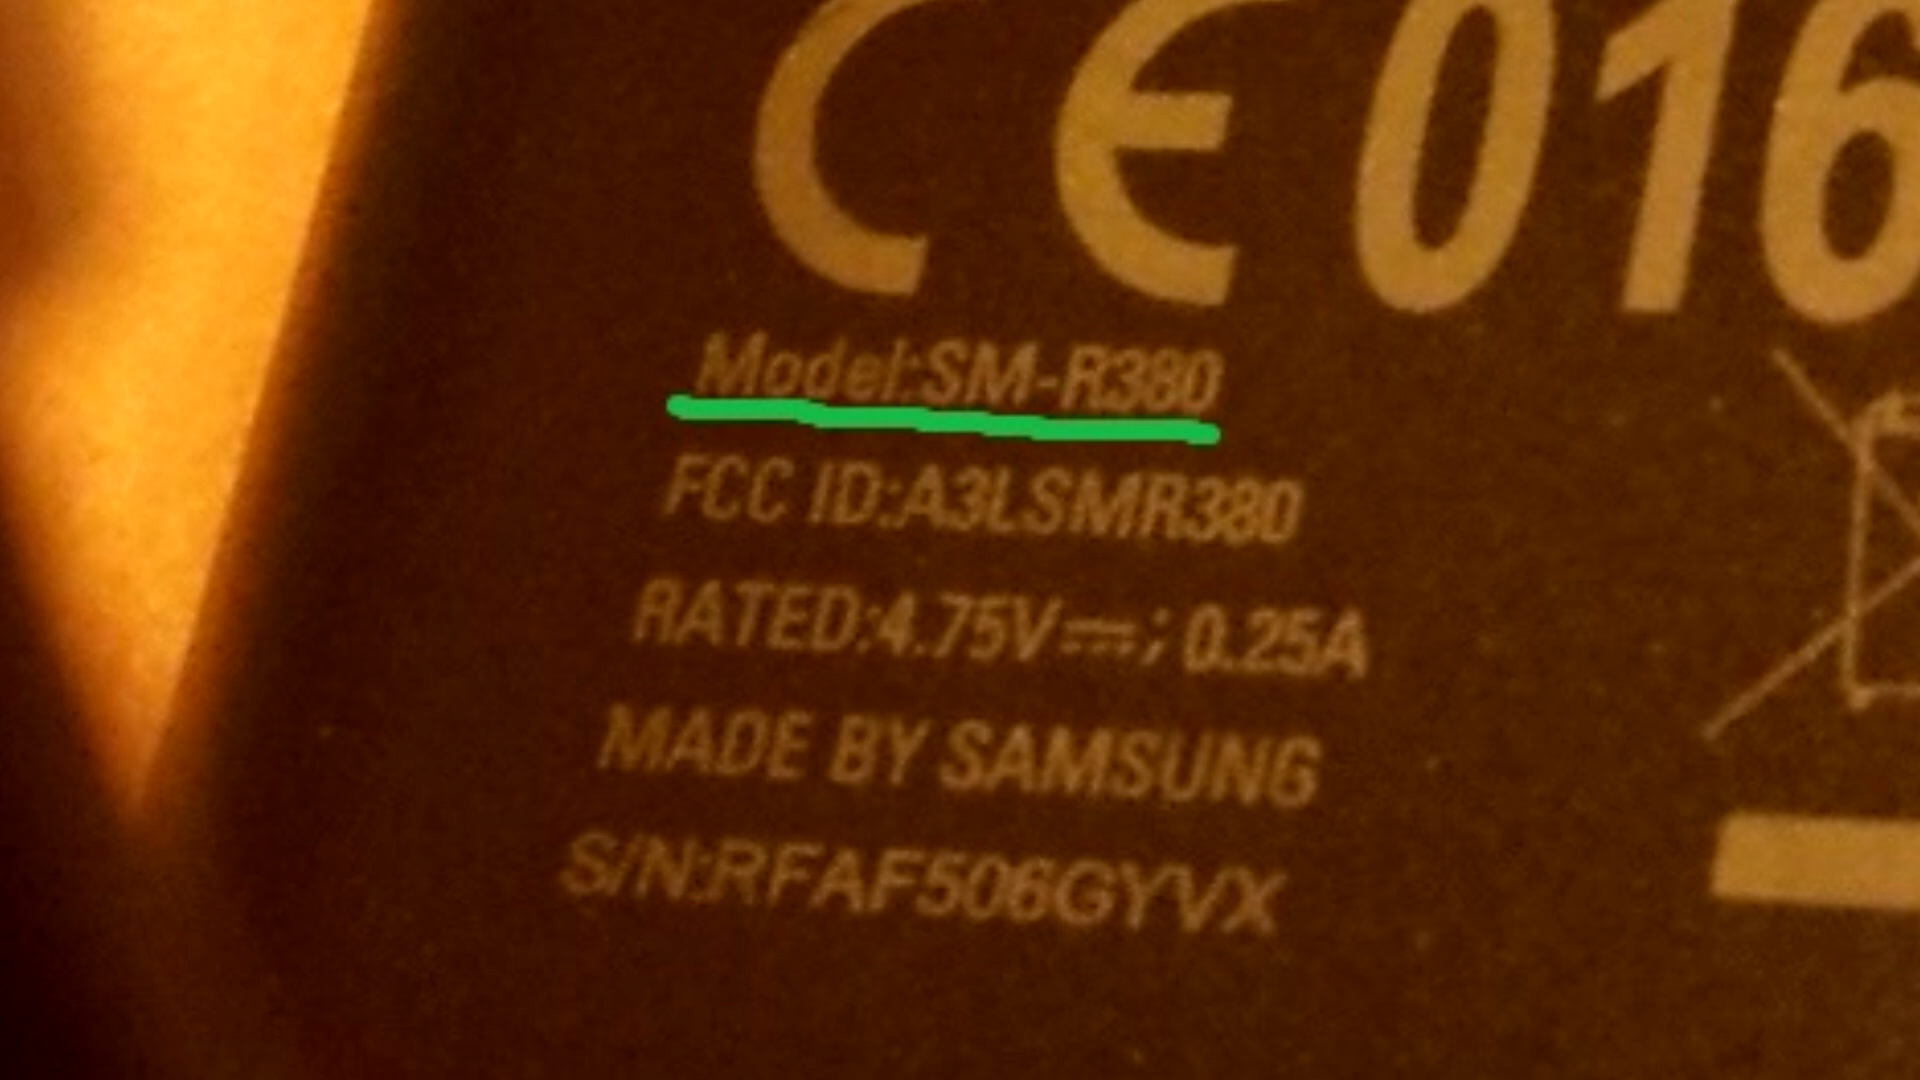 CE 016
Model:SM-R380
FCC ID:A3LSMR380
RATED:4.75V⎓; 0.25A
MADE BY SAMSUNG
S/N:RFAF506GYVX